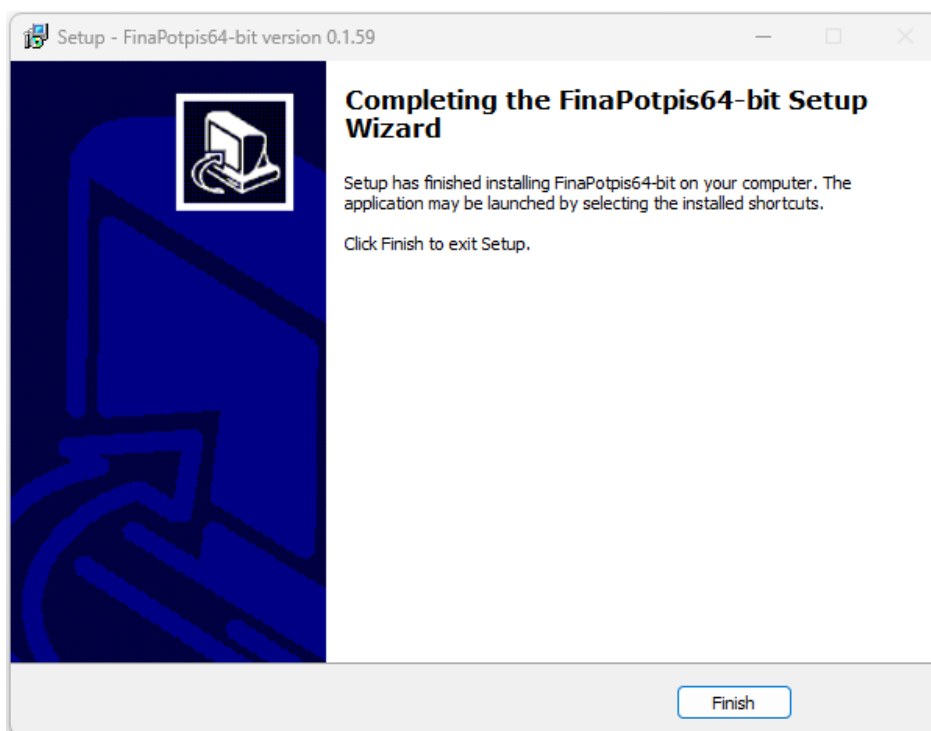 Setup - FinaPotpis64-bit version 0.1.59
Completing the FinaPotpis64-bit Setup
Wizard
Setup has finished installing FinaPotpis64-bit on your computer. The
application may be launched by selecting the installed shortcuts.
Click Finish to exit Setup.
Finish